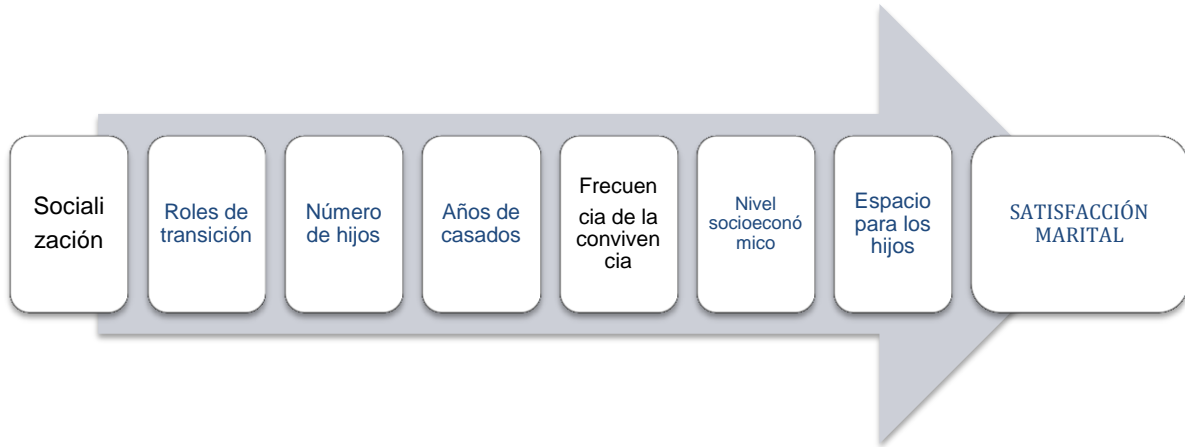 Sociali
zación
Roles de
transición
Número
de hijos
Años de
casados
Frecuen
cia de la
conviven
cia
Nivel
socioeconó
mico
Espacio
para los
hijos
SATISFACCIÓN
MARITAL